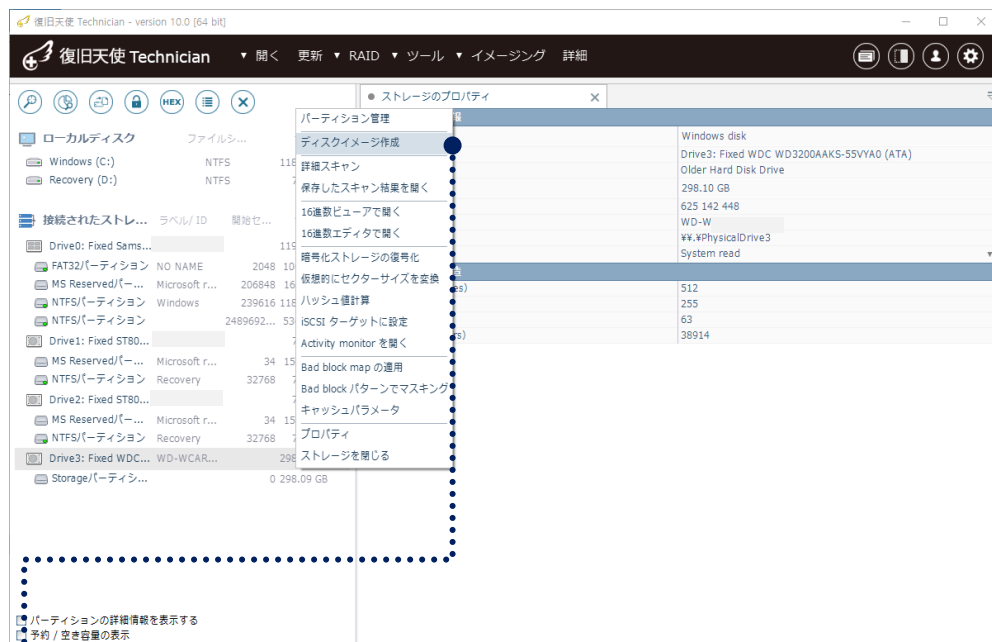 復旧天使 Technician - version 10.0 [64 bit]
復旧天使 Technician ▼ 開く 更新 ▼ RAID ▼ ツール ▼ イメージング 詳細
HEX
● ストレージのプロパティ ×
ローカルディスク ファイルシ...
Windows (C:) NTFS 118
Recovery (D:) NTFS
接続されたストレ... ラベル/ ID 開始セ...
Drive0: Fixed Sams... 119
FAT32パーティション NO NAME 2048 10
MS Reservedパー... Microsoft r... 206848 16
NTFSパーティション Windows 239616 118
NTFSパーティション 2489692... 53
Drive1: Fixed ST80...
MS Reservedパー... Microsoft r... 34 15
NTFSパーティション Recovery 32768
Drive2: Fixed ST80...
MS Reservedパー... Microsoft r... 34 15
NTFSパーティション Recovery 32768
Drive3: Fixed WDC... WD-WCAR... 298
Storageパーティシ... 0 298.09 GB
パーティション管理
ディスクイメージ作成
詳細スキャン
保存したスキャン結果を開く
16進数ビューアで開く
16進数エディタで開く
暗号化ストレージの復号化
仮想的にセクターサイズを変換
ハッシュ値計算
iSCSI ターゲットに設定
Activity monitor を開く
Bad block map の適用
Bad block パターンでマスキング
キャッシュパラメータ
プロパティ
ストレージを閉じる
報
Windows disk
Drive3: Fixed WDC WD3200AAKS-55VYA0 (ATA)
Older Hard Disk Drive
298.10 GB
625 142 448
WD-W
¥¥.¥PhysicalDrive3
System read
es) 512
255
63
rs) 38914
パーティションの詳細情報を表示する
予約 / 空き容量の表示